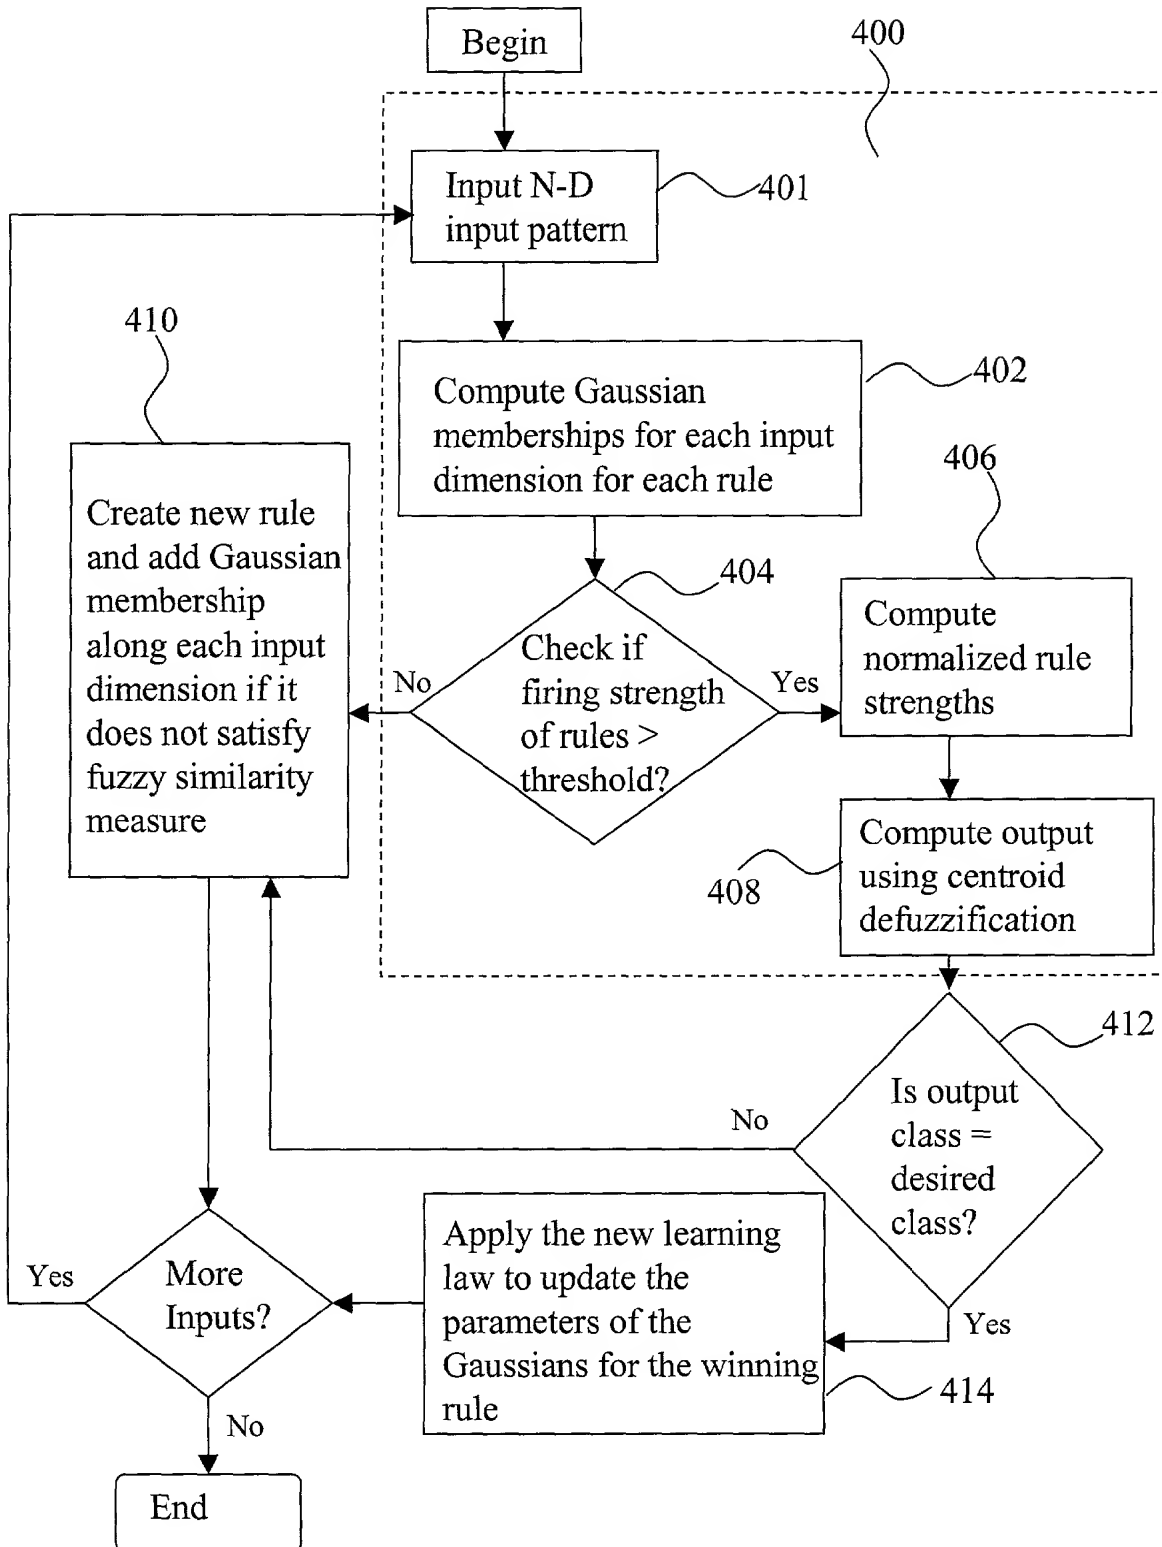 Begin
400
Input N-D
input pattern
401
410
Compute Gaussian
memberships for each input
dimension for each rule
402
406
Create new rule
and add Gaussian
membership
along each input
dimension if it
does not satisfy
fuzzy similarity
measure
404
Check if
firing strength
of rules >
threshold?
No
Yes
Compute
normalized rule
strengths
Compute output
using centroid
defuzzification
408
412
Is output
class =
desired
class?
No
Yes
Apply the new learning
law to update the
parameters of the
Gaussians for the winning
rule
414
More
Inputs?
Yes
No
End